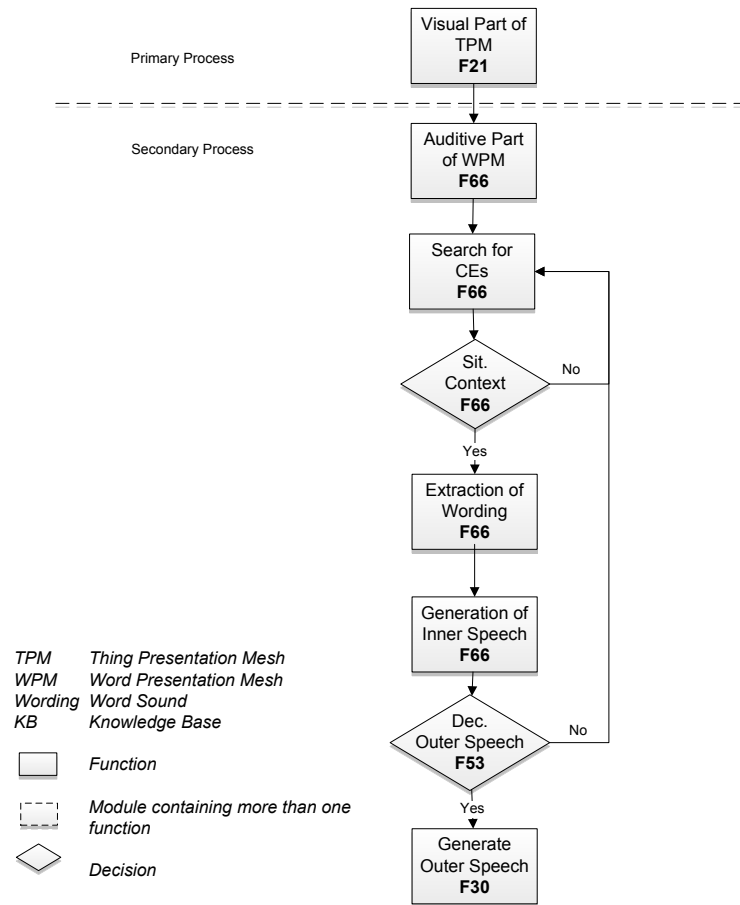 Visual Part of
TPM
F21
Primary Process
Secondary Process
Auditive Part
of WPM
F66
Search for
CEs
F66
Sit.
Context
F66
No
Yes
Extraction of
Wording
F66
Generation of
Inner Speech
F66
Dec.
Outer Speech
F53
No
Yes
Generate
Outer Speech
F30
TPM Thing Presentation Mesh
WPM Word Presentation Mesh
Wording Word Sound
KB Knowledge Base
Function
Module containing more than one
function
Decision